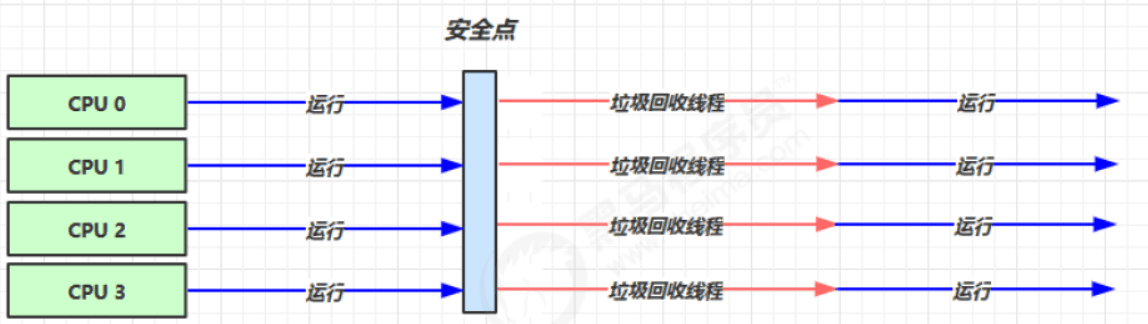 安全点
CPU 0 运行 垃圾回收线程 运行
CPU 1 运行 垃圾回收线程 运行
CPU 2 运行 垃圾回收线程 运行
CPU 3 运行 垃圾回收线程 运行
黑马程序员